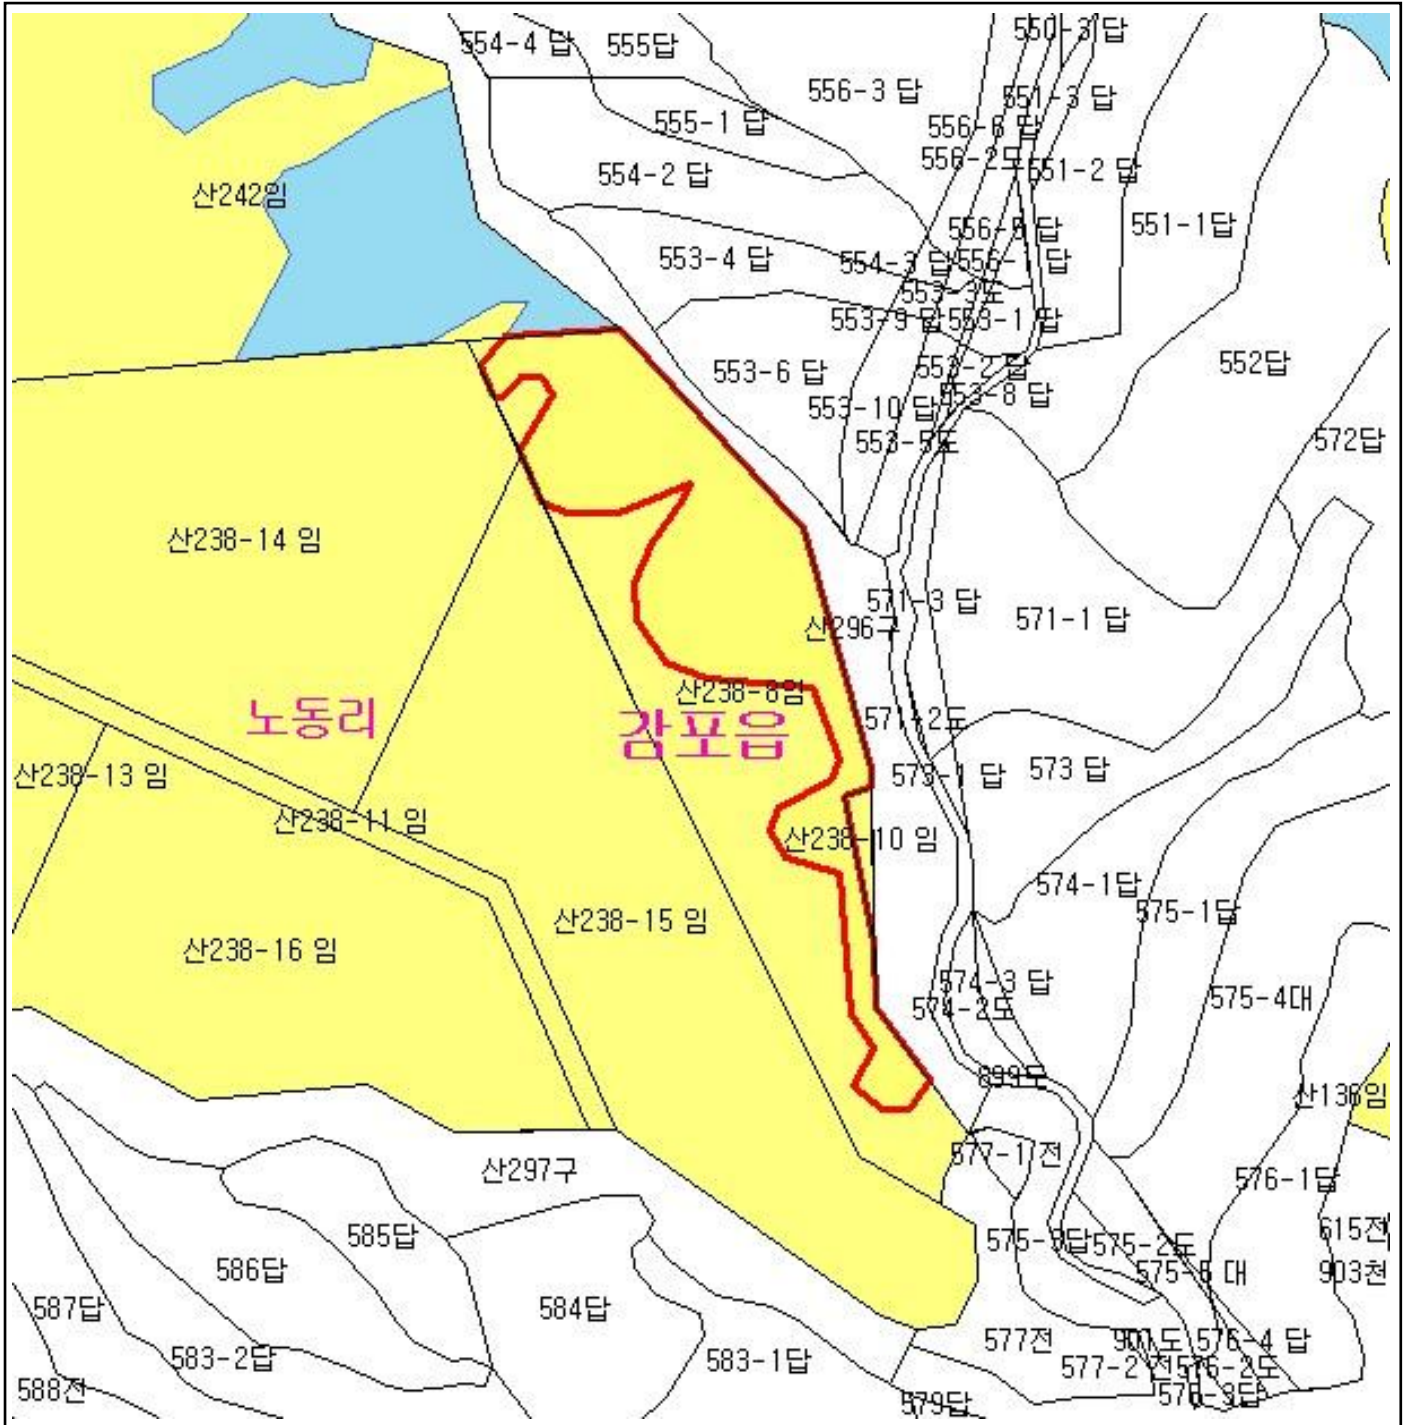 554-4 답
555답
550-3답
556-3 답
551-3 답
555-1 답
556-6 답
556-2도
551-2 답
554-2 답
산242임
551-1답
556-5 답
553-4 답
554-3 답
556-1 답
553-3도
553-9 답
553-1 답
552답
553-6 답
553-2 답
553-8 답
553-10 답
553-5도
572답
산238-14 임
571-3 답
571-1 답
산296구
산238-8임
노동리
감포읍
571-2도
산238-13 임
573-1 답
573 답
산238-11 임
산238-10 임
574-1답
575-1답
산238-15 임
산238-16 임
574-3 답
574-2도
575-4대
899도
산138임
577-1 전
산297구
576-1답
585답
615전
575-3답
575-2도
586답
575-5 대
903천
587답
584답
577전
901도
576-4 답
583-2답
583-1답
577-2 전
576-2도
588전
576-3답
579답